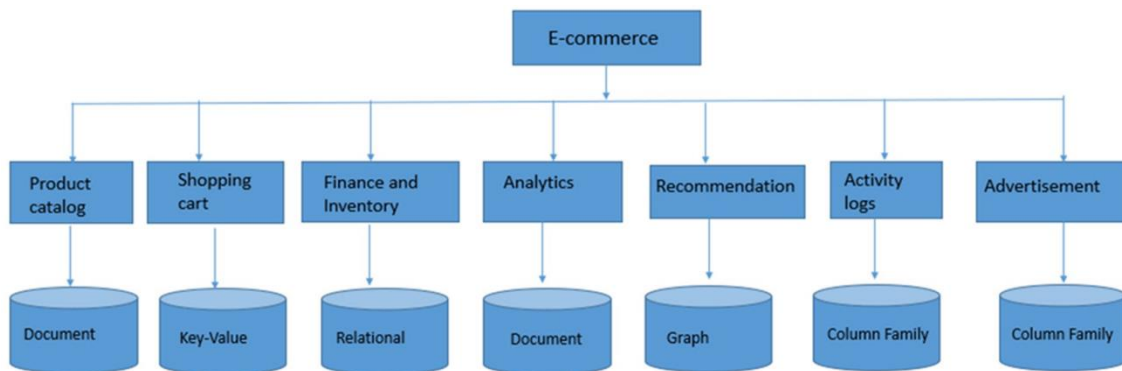 E-commerce
Product
catalog
Shopping
cart
Finance and
Inventory
Analytics
Recommendation
Activity
logs
Advertisement
Document
Key-Value
Relational
Document
Graph
Column Family
Column Family